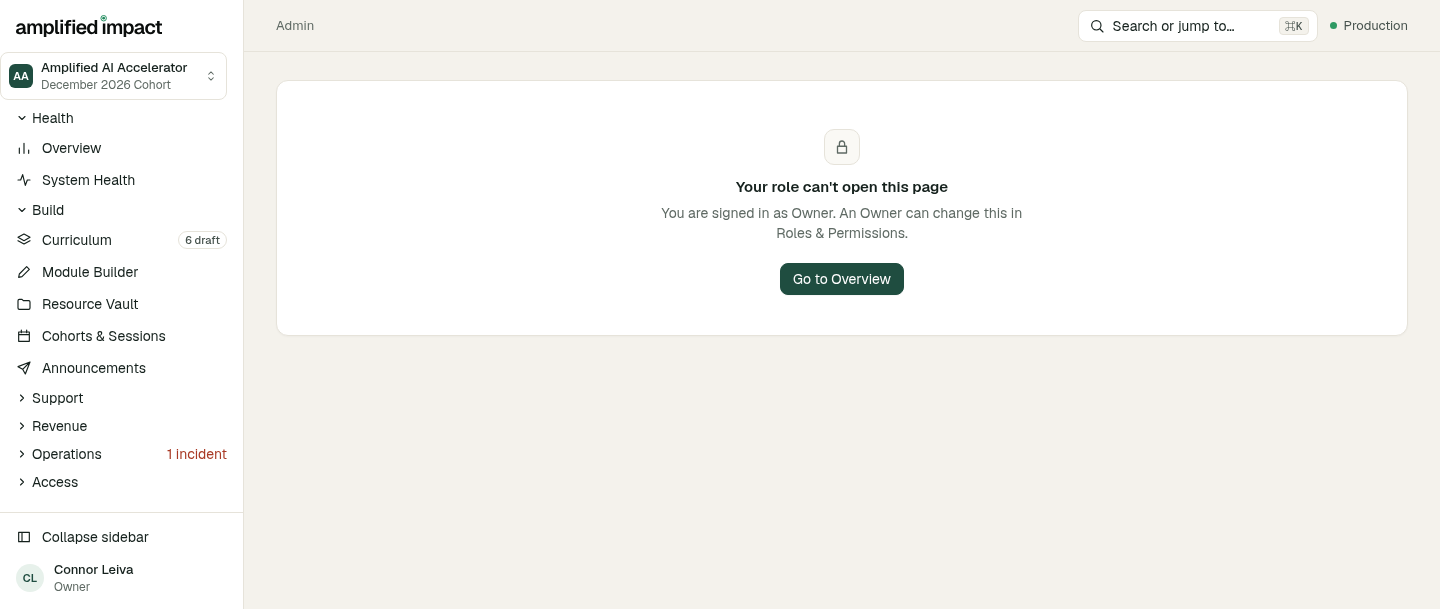 amplified impact
Admin
Search or jump to...
⌘K
Production
AA
Amplified AI Accelerator
December 2026 Cohort
Health
Overview
System Health
Build
Curriculum
6 draft
Module Builder
Resource Vault
Cohorts & Sessions
Announcements
Support
Revenue
Operations
1 incident
Access
Collapse sidebar
CL
Connor Leiva
Owner
Your role can't open this page
You are signed in as Owner. An Owner can change this in
Roles & Permissions.
Go to Overview